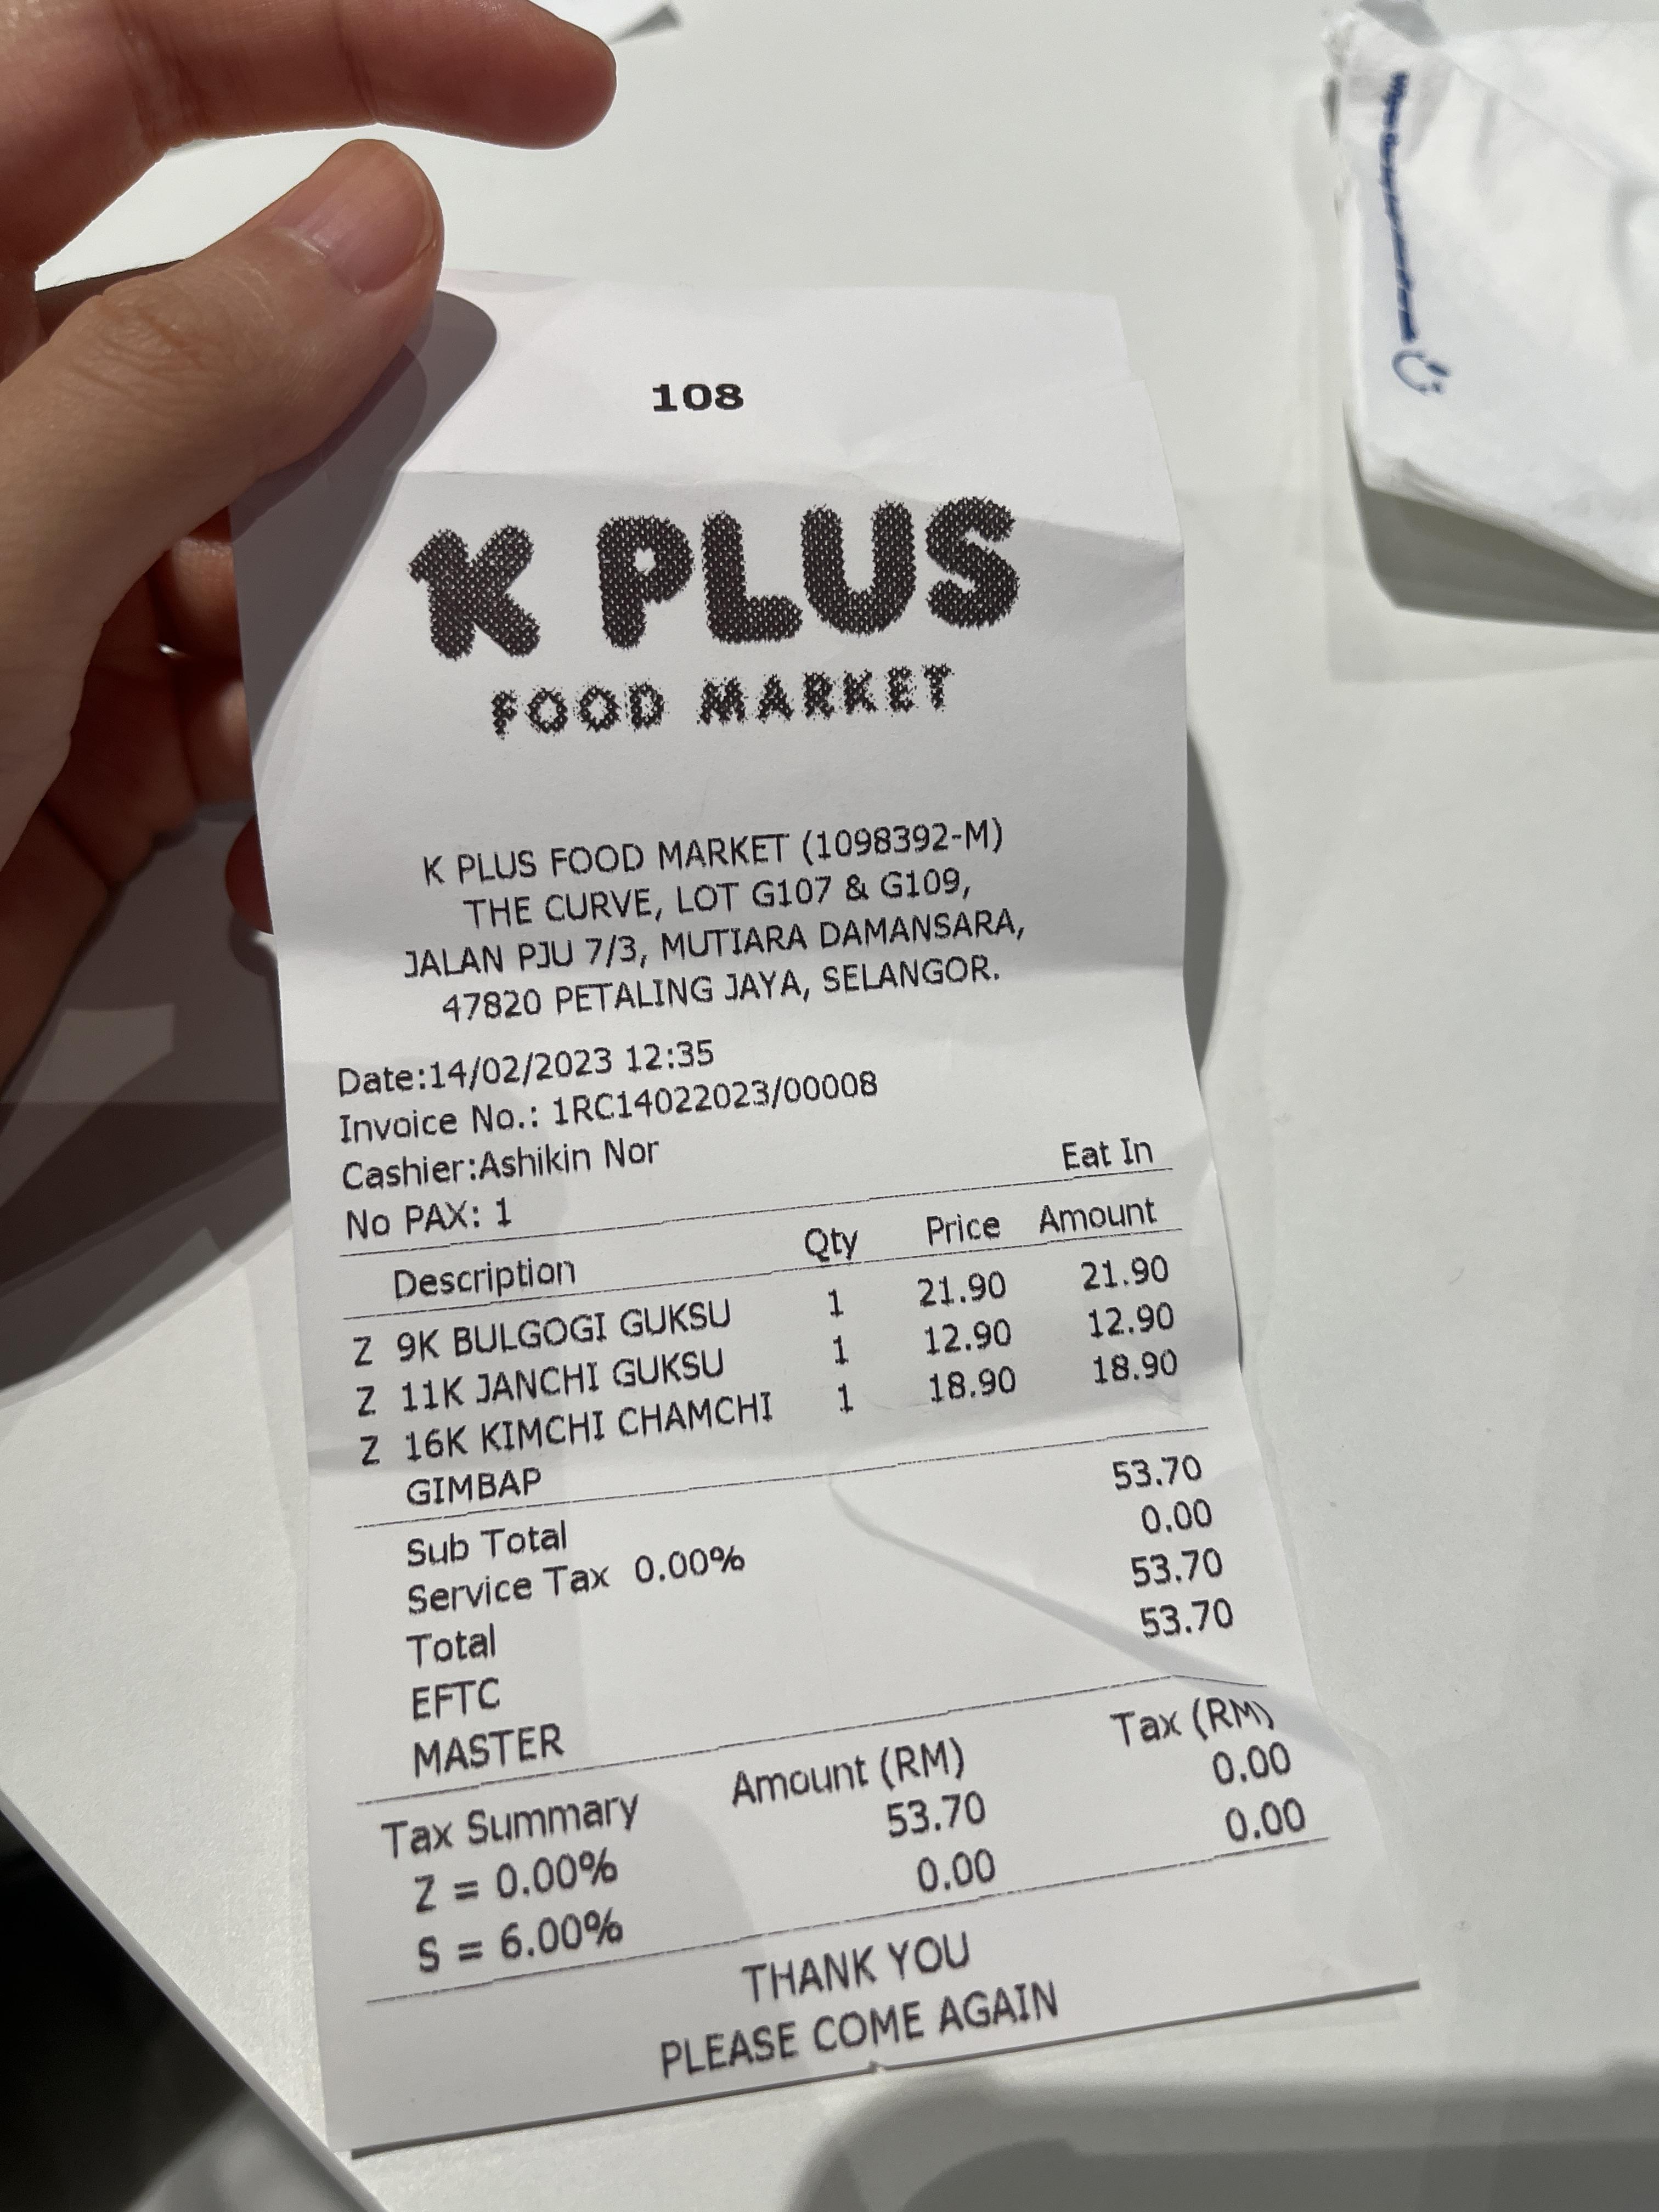 108
K PLUS
FOOD MARKET
K PLUS FOOD MARKET (1098392-M)
THE CURVE, LOT G107 & G109,
JALAN PJU 7/3, MUTIARA DAMANSARA,
47820 PETALING JAYA, SELANGOR.
Date:14/02/2023 12:35
Invoice No.: 1RC14022023/00008
Cashier:Ashikin Nor
No PAX: 1 Eat In
Description Qty Price Amount
Z 9K BULGOGI GUKSU 1 21.90 21.90
Z 11K JANCHI GUKSU 1 12.90 12.90
Z 16K KIMCHI CHAMCHI 1 18.90 18.90
GIMBAP
Sub Total 53.70
Service Tax 0.00% 0.00
Total 53.70
EFTC 53.70
MASTER
Tax Summary Amount (RM) Tax (RM)
Z = 0.00% 53.70 0.00
S = 6.00% 0.00 0.00
THANK YOU
PLEASE COME AGAIN